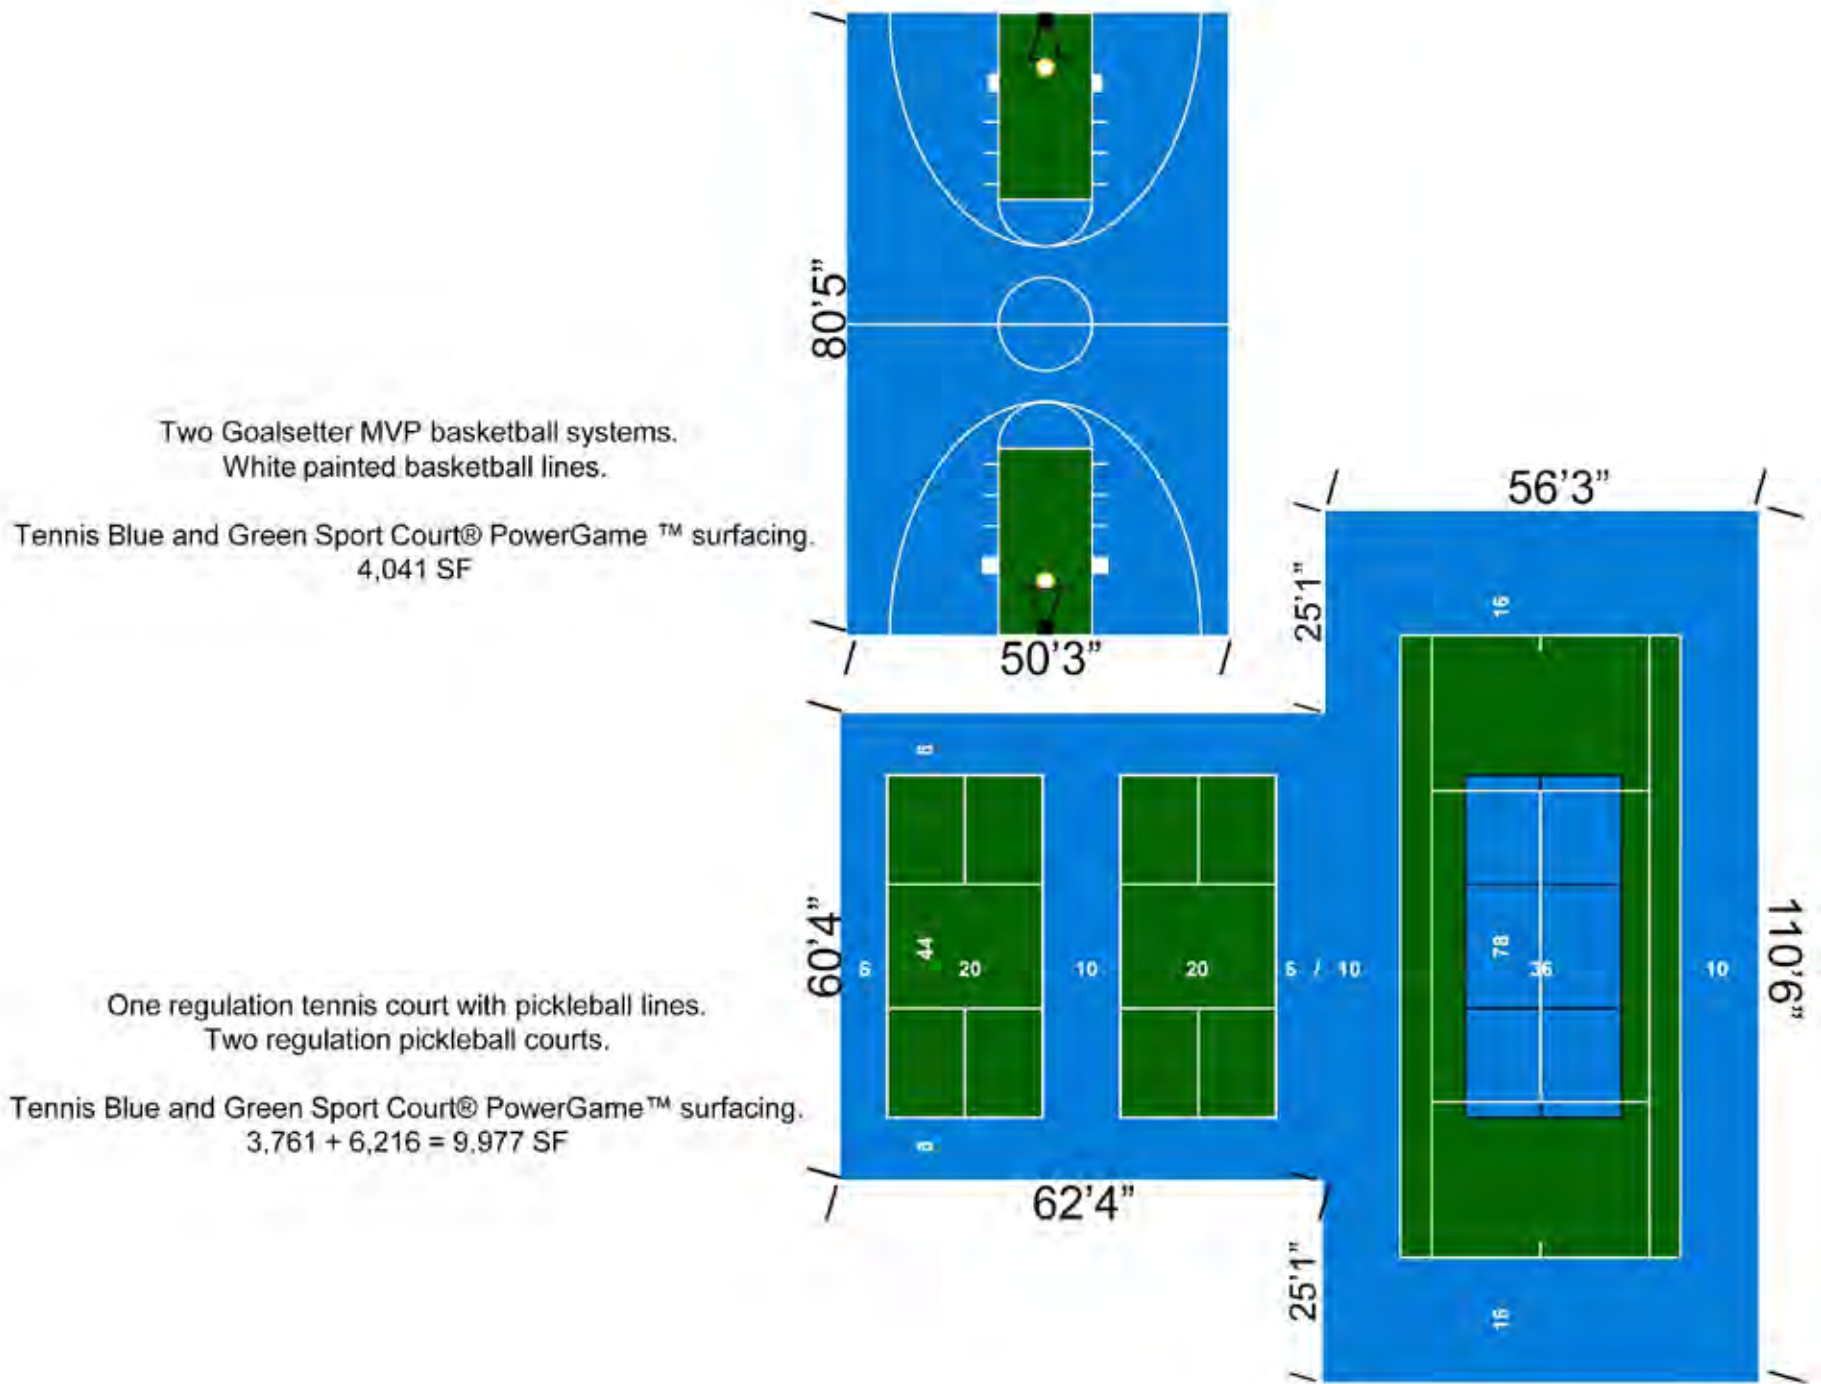 80'5"
Two Goalsetter MVP basketball systems.
White painted basketball lines.
Tennis Blue and Green Sport Court® PowerGame ™ surfacing.
4,041 SF
50'3"
56'3"
25'1"
16
60'4"
6
8
44
20
10
20
6 / 10
78
36
10
110'6"
One regulation tennis court with pickleball lines.
Two regulation pickleball courts.
Tennis Blue and Green Sport Court® PowerGame™ surfacing.
3,761 + 6,216 = 9,977 SF
8
62'4"
25'1"
16